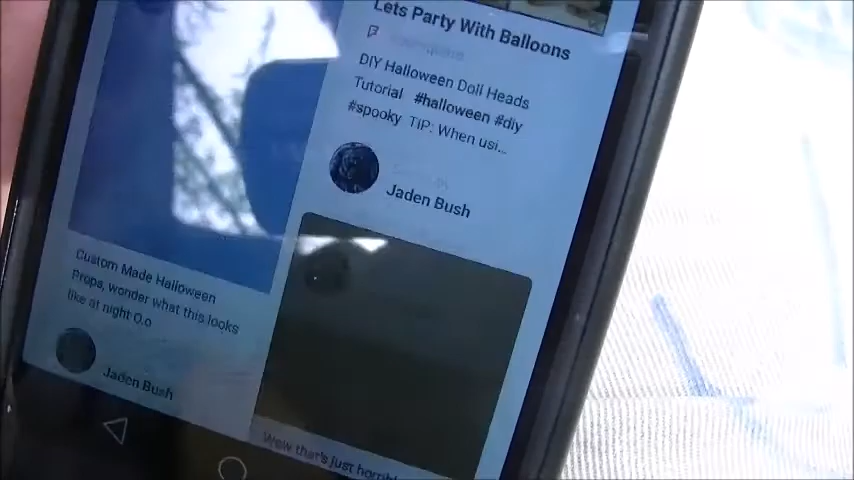 Lets Party With Balloons
DIY Halloween Doll Heads
Tutorial #halloween #diy
#spooky TIP: When usi...
Jaden Bush
Custom Made Halloween
Props, wonder what this looks
like at night O.o
Jaden Bush
Wow that's just horrible